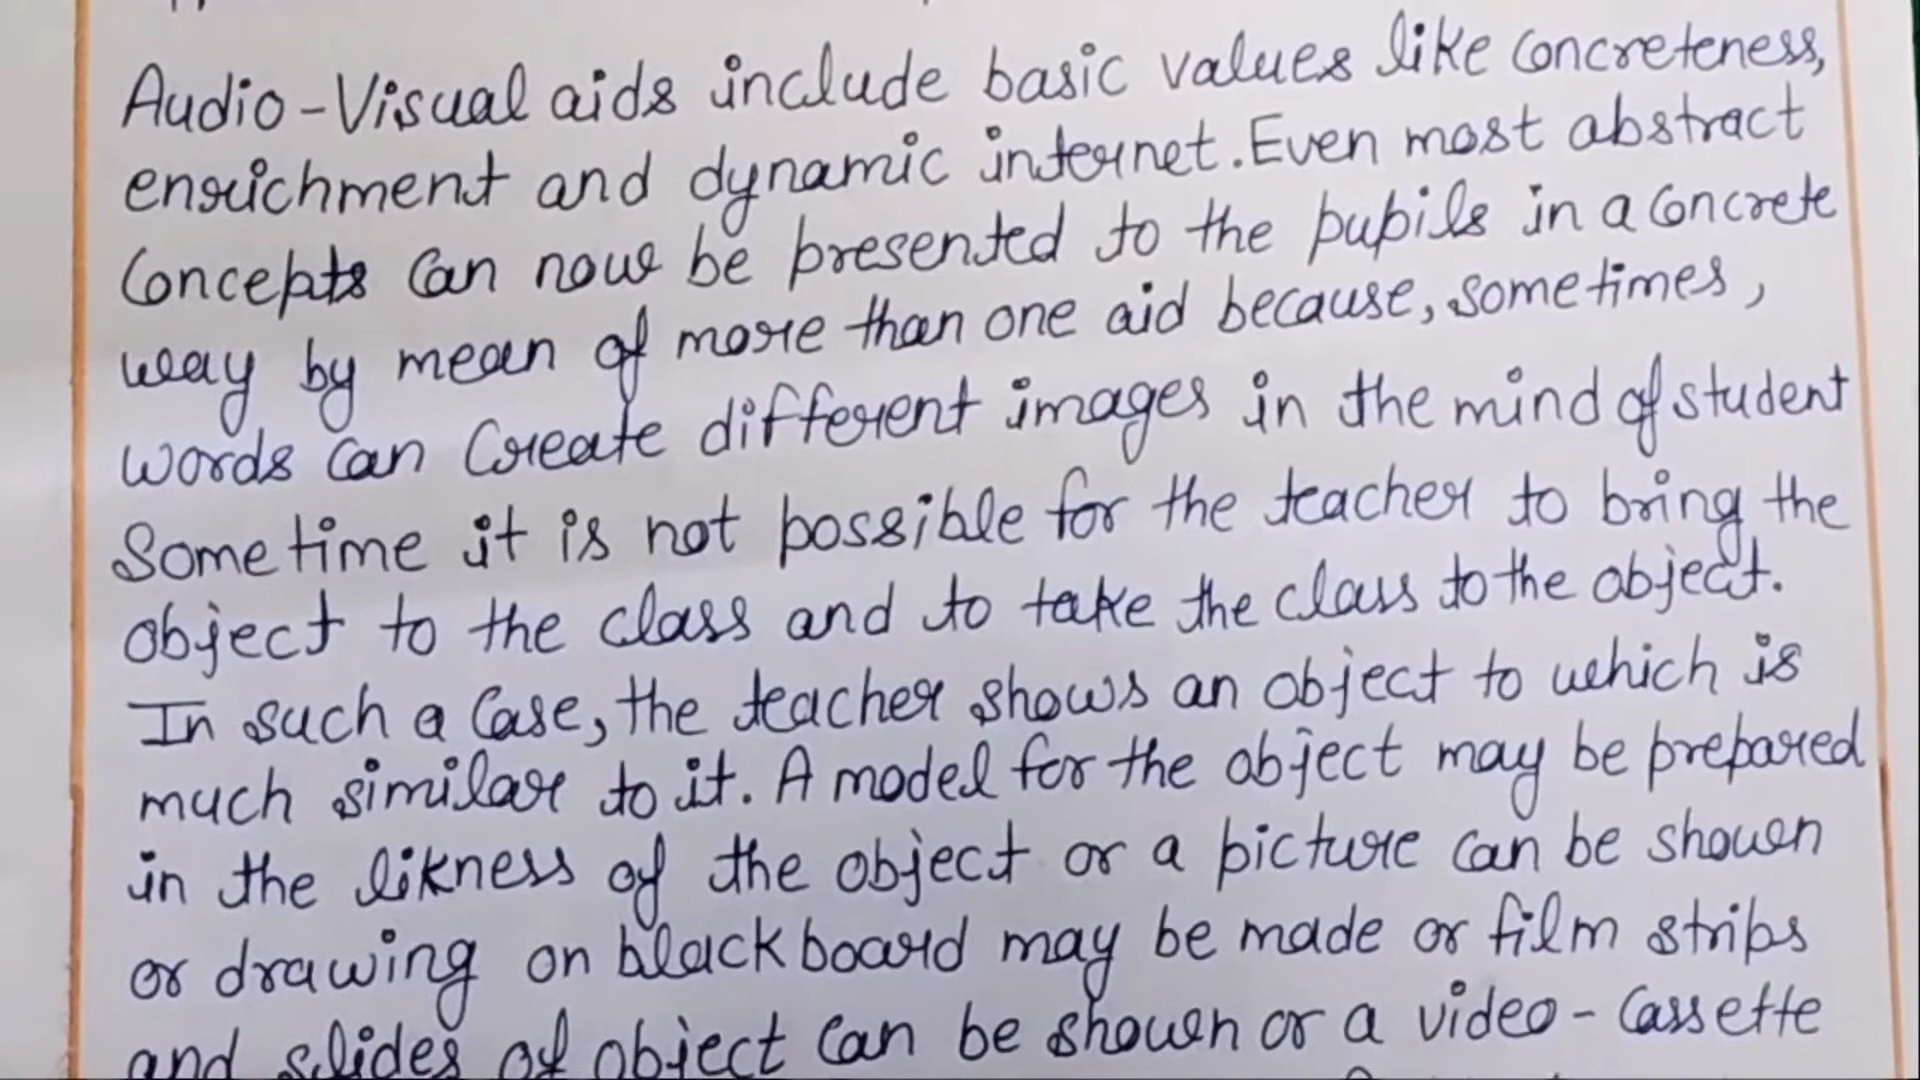 Audio-Visual aids include basic values like Concreteness,
enrichment and dynamic internet. Even most abstract
Concepts Can now be presented to the pupils in a Concrete
way by mean of more than one aid because, sometimes,
words can Create different images in the mind of student
Sometime it is not possible for the teacher to bring the
object to the class and to take the class to the object.
In such a Case, the teacher shows an object to which is
much similar to it. A model for the object may be prepared
in the likness of the object or a picture can be shown
or drawing on blackboard may be made or film strips
and slides of object Can be shown or a video-Cassette